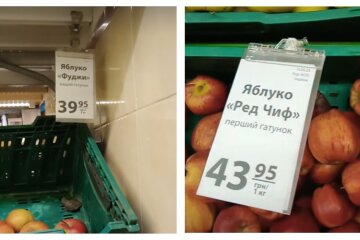 Яблуко
«Фуджі»
39 95
Яблуко
«Ред Чиф»
перший гатунок
43 95
грн/
1 кг